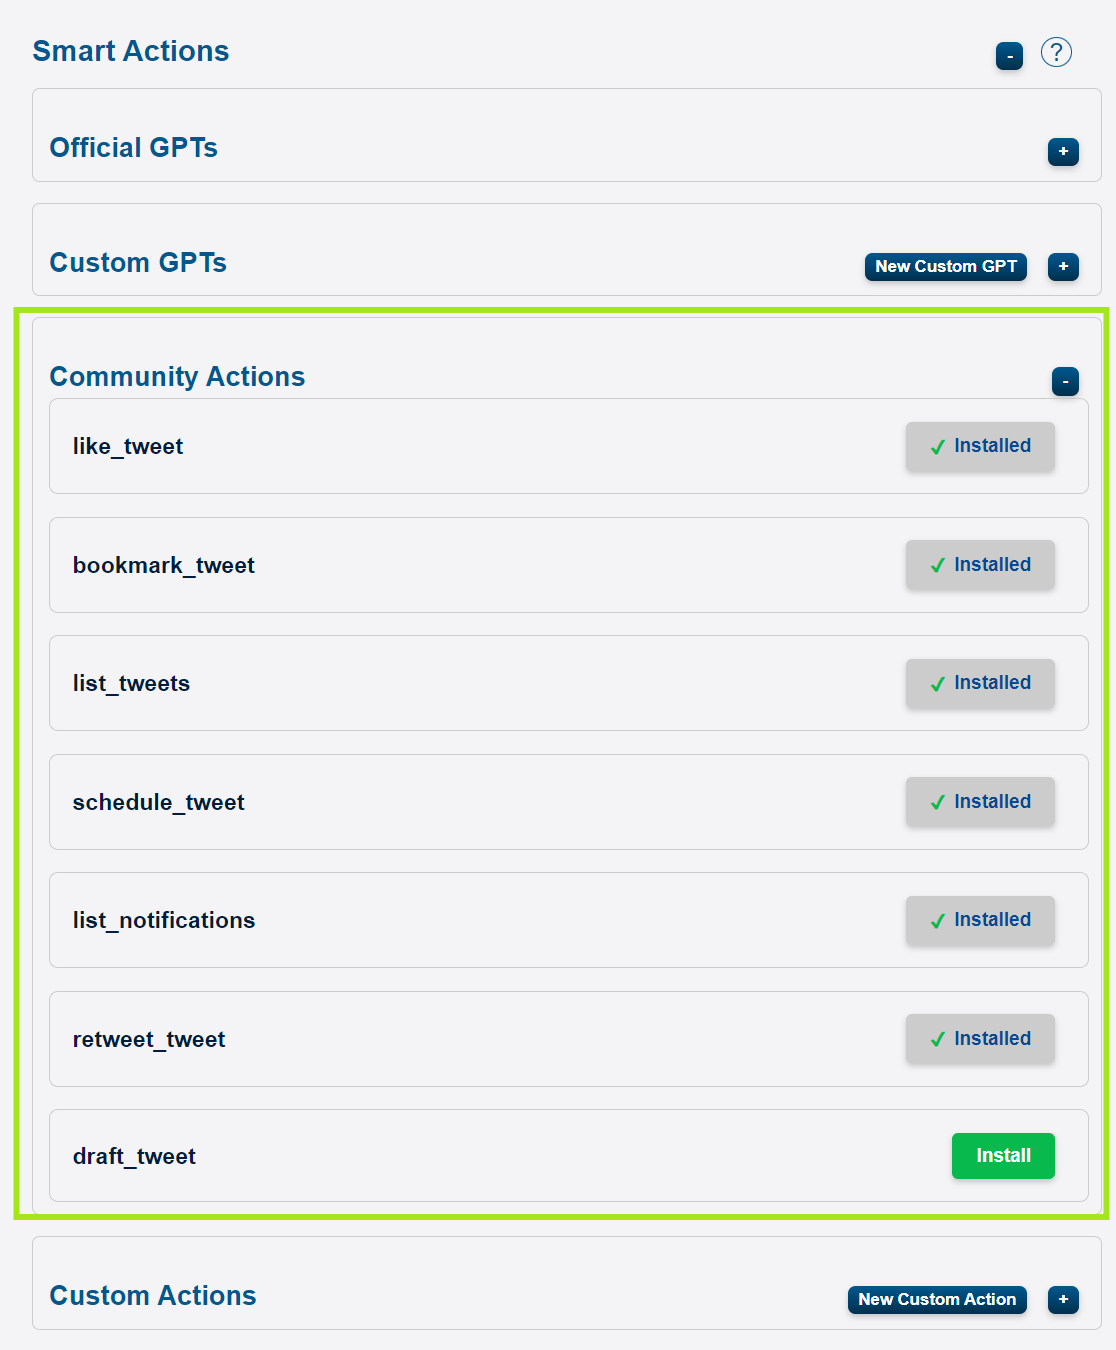 Smart Actions - ?
Official GPTs +
Custom GPTs New Custom GPT +
Community Actions -
like_tweet ✓ Installed
bookmark_tweet ✓ Installed
list_tweets ✓ Installed
schedule_tweet ✓ Installed
list_notifications ✓ Installed
retweet_tweet ✓ Installed
draft_tweet Install
Custom Actions New Custom Action +